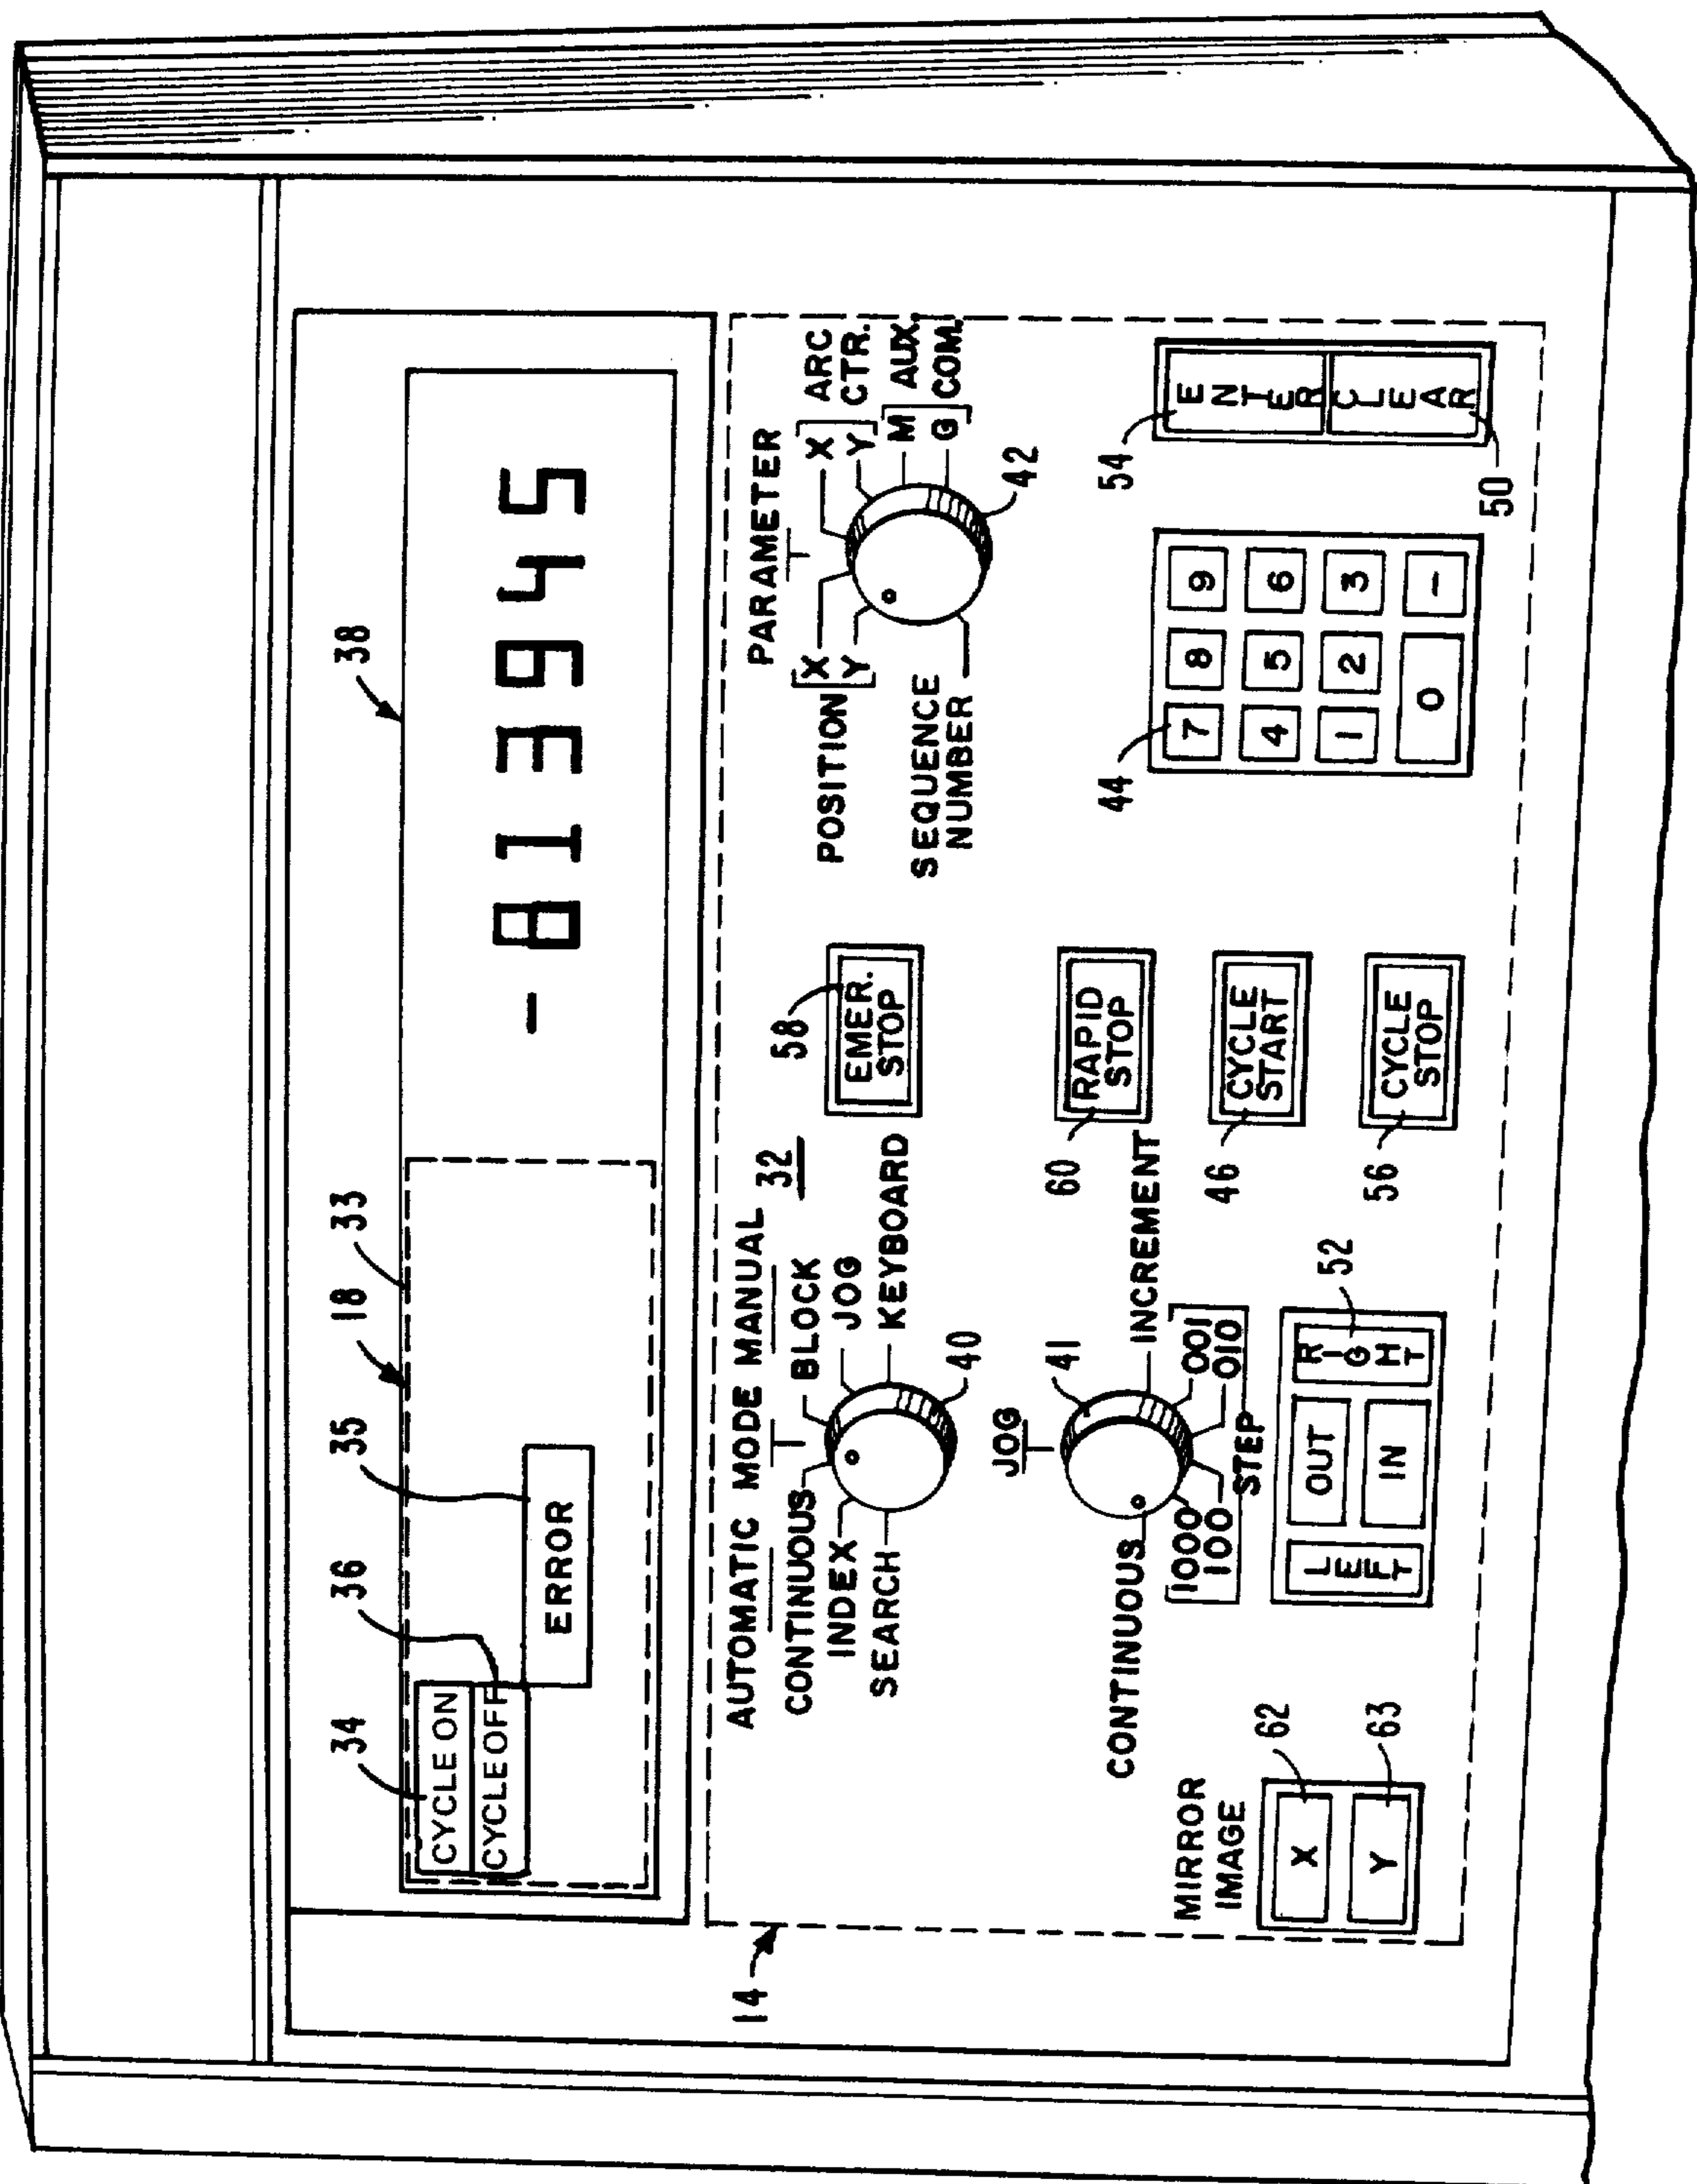 34
36
35
18
33
38
CYCLE ON
CYCLE OFF
ERROR
-813645
14
AUTOMATIC MODE MANUAL
32
CONTINUOUS
INDEX
SEARCH
BLOCK
JOG
KEYBOARD
40
58
EMER.
STOP
PARAMETER
POSITION
X
Y
SEQUENCE
NUMBER
X
Y
ARC
CTR.
M
G
AUX.
COM.
42
JOG
41
CONTINUOUS
INCREMENT
1000
100
001
010
STEP
60
RAPID
STOP
46
CYCLE
START
56
CYCLE
STOP
MIRROR
IMAGE
62
X
63
Y
LEFT
OUT
IN
RIGHT
52
44
7 8 9
4 5 6
1 2 3
0 -
54
ENTER
CLEAR
50